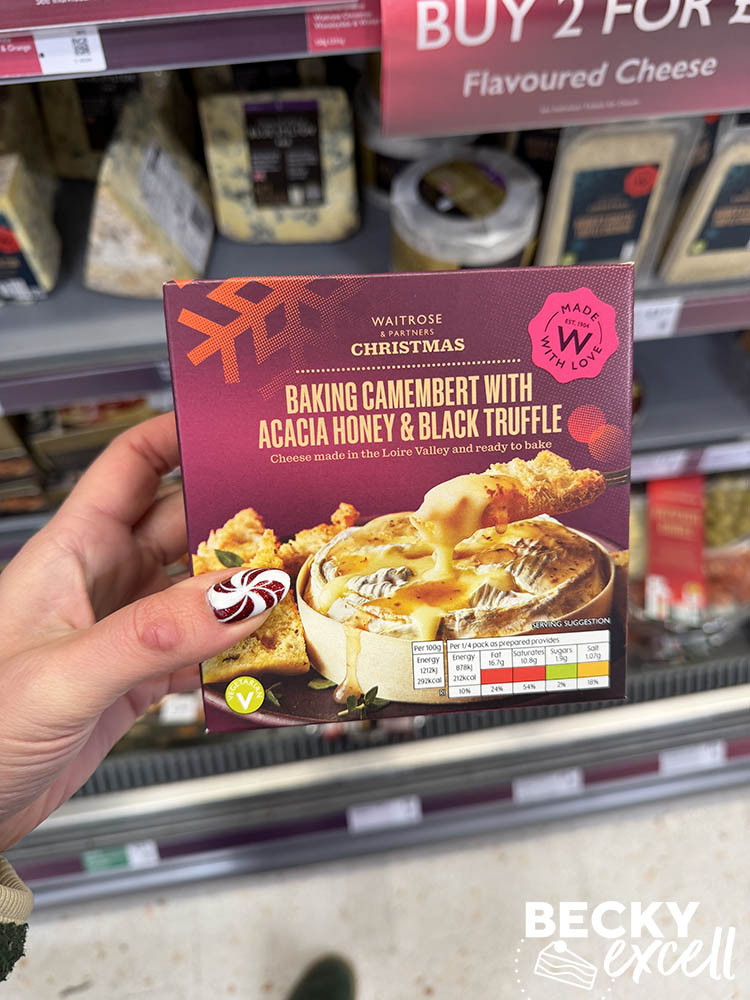 & Orange
BUY 2 FOR £
Flavoured Cheese
WAITROSE
& PARTNERS
CHRISTMAS
MADE
EST. 1904
W
WITH LOVE
BAKING CAMEMBERT WITH
ACACIA HONEY & BLACK TRUFFLE
Cheese made in the Loire Valley and ready to bake
SERVING SUGGESTION
Per 100g
Energy
1212kJ
292kcal
Per 1/4 pack as prepared provides
Energy Fat Saturates Sugars Salt
878kJ 16.7g 10.8g 1.9g 1.07g
212kcal
10% 24% 54% 2% 18%
RI
VEGETARIAN
V
BECKY
excell